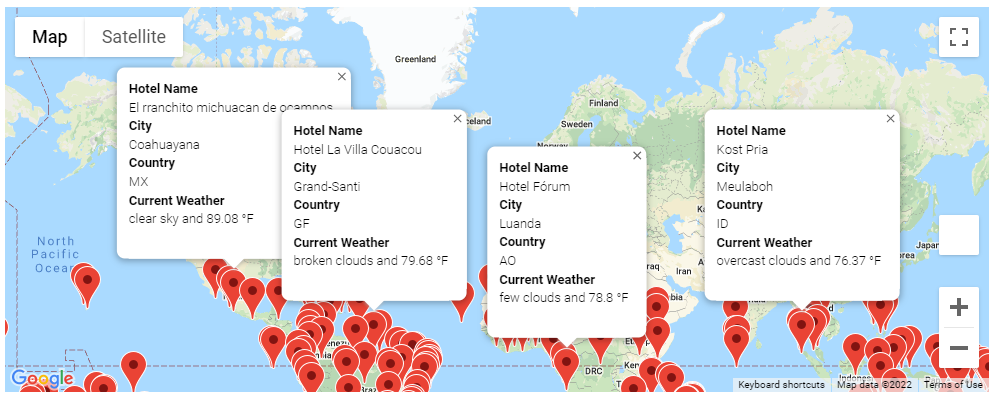 Map
Satellite
Greenland
Finland
Sweden
Norway
celand
Hotel Name
El rranchito michuacan de ocampos
City
Coahuayana
Country
MX
Current Weather
clear sky and 89.08 °F
Hotel Name
Hotel La Villa Couacou
City
Grand-Santi
Country
GF
Current Weather
broken clouds and 79.68 °F
Hotel Name
Hotel Fórum
City
Luanda
Country
AO
Current Weather
few clouds and 78.8 °F
Hotel Name
Kost Pria
City
Meulaboh
Country
ID
Current Weather
overcast clouds and 76.37 °F
North
Pacific
Ocean
Iran
Japan
DRC
Google
Keyboard shortcuts
Map data ©2022
Terms of Use